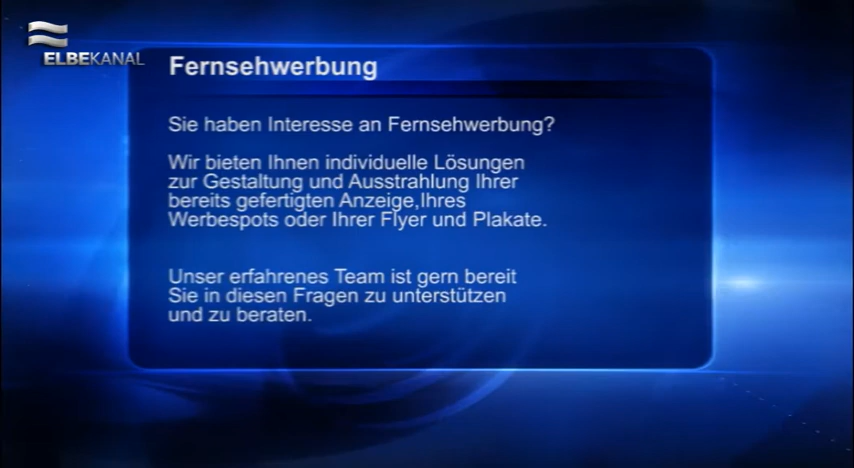 ELBEKANAL
Fernsehwerbung
Sie haben Interesse an Fernsehwerbung?
Wir bieten Ihnen individuelle Lösungen
zur Gestaltung und Ausstrahlung Ihrer
bereits gefertigten Anzeige,Ihres
Werbespots oder Ihrer Flyer und Plakate.
Unser erfahrenes Team ist gern bereit
Sie in diesen Fragen zu unterstützen
und zu beraten.